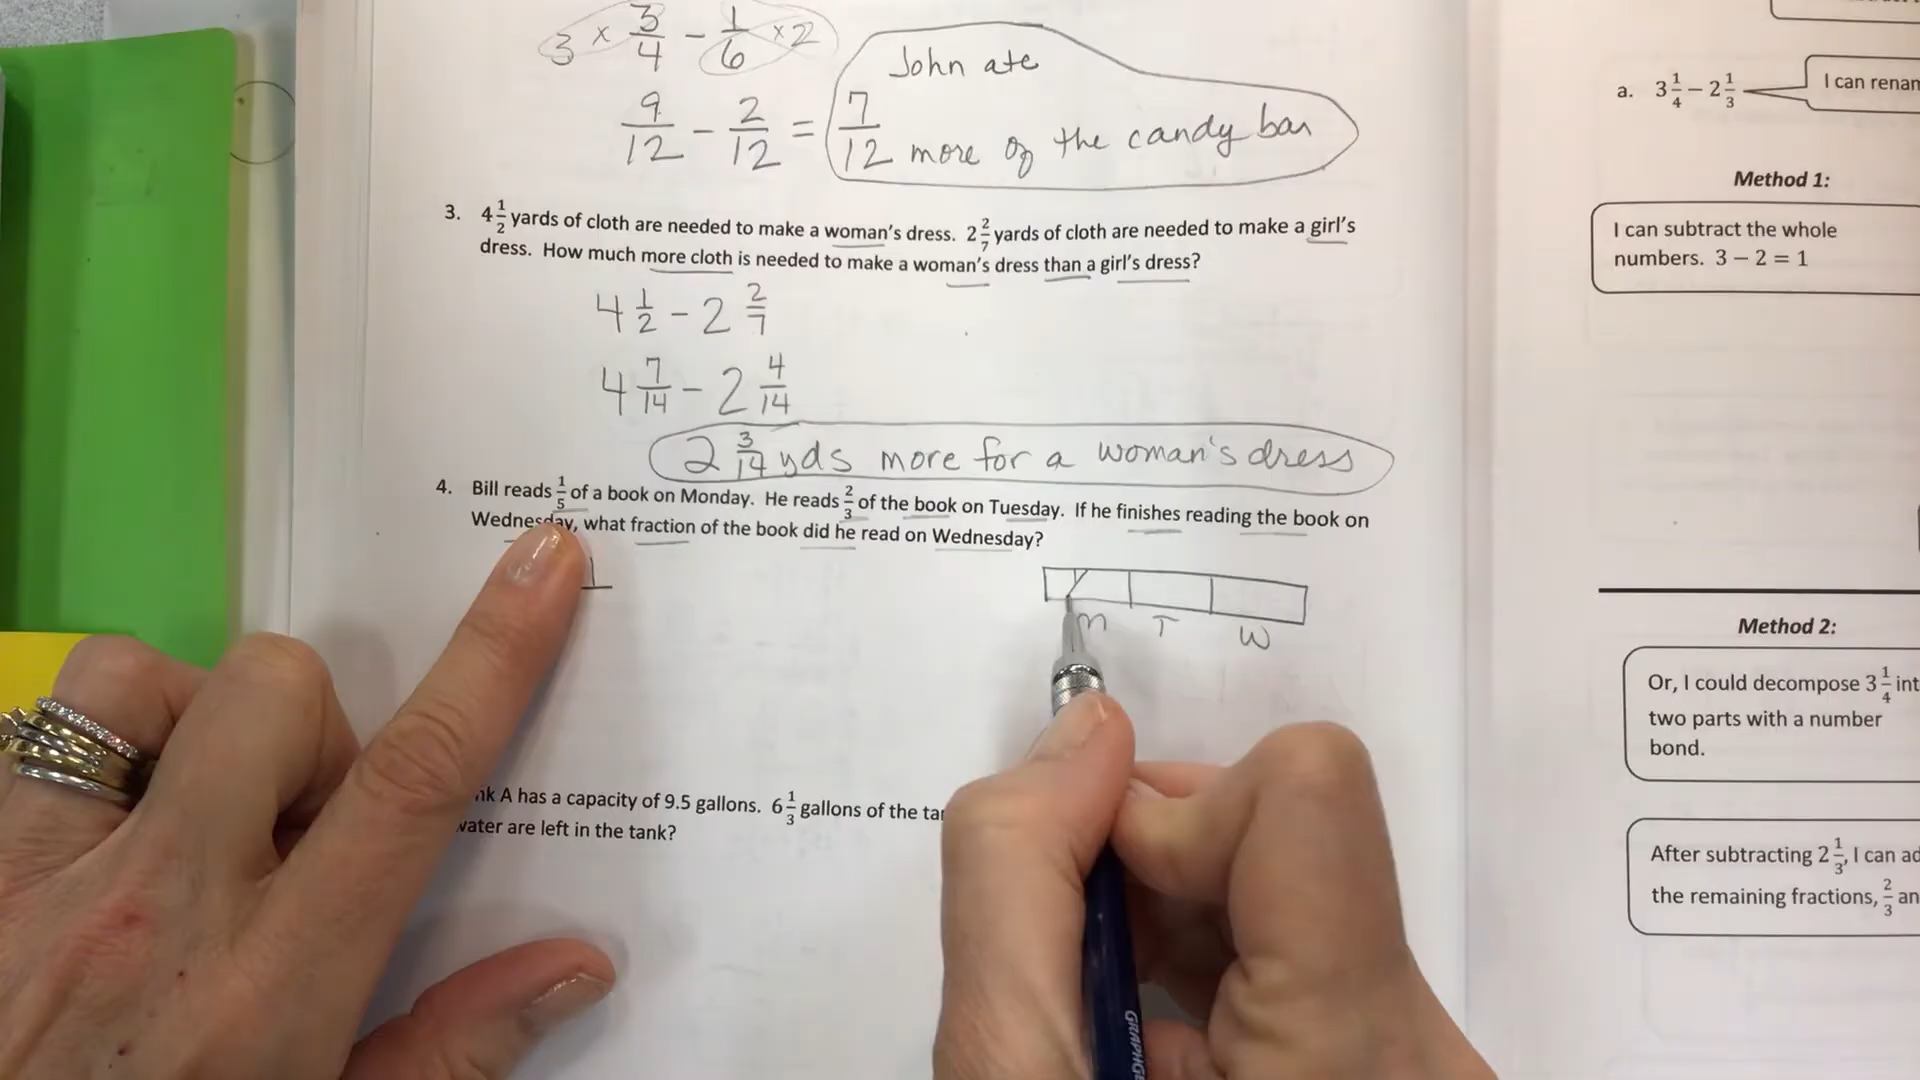 3 × 3/4 − 1/6 × 2
9/12 − 2/12 = 7/12
John ate
more of the candy bar
3. 4 1/2 yards of cloth are needed to make a woman's dress. 2 2/7 yards of cloth are needed to make a girl's
dress. How much more cloth is needed to make a woman's dress than a girl's dress?
4 1/2 − 2 2/7
4 7/14 − 2 4/14
2 3/14 yds more for a woman's dress
4. Bill reads 1/5 of a book on Monday. He reads 2/3 of the book on Tuesday. If he finishes reading the book on
Wednesday, what fraction of the book did he read on Wednesday?
1
M T W
A has a capacity of 9.5 gallons. 6 1/3 gallons of the
water are left in the tank?
GRAPHGE
a. 3 1/4 − 2 1/3
I can
Method 1:
I can subtract the whole
numbers. 3 − 2 = 1
Method 2:
Or, I could decompose 3 1/4
two parts with a number
bond.
After subtracting 2 1/3, I can
the remaining fractions, 2/3